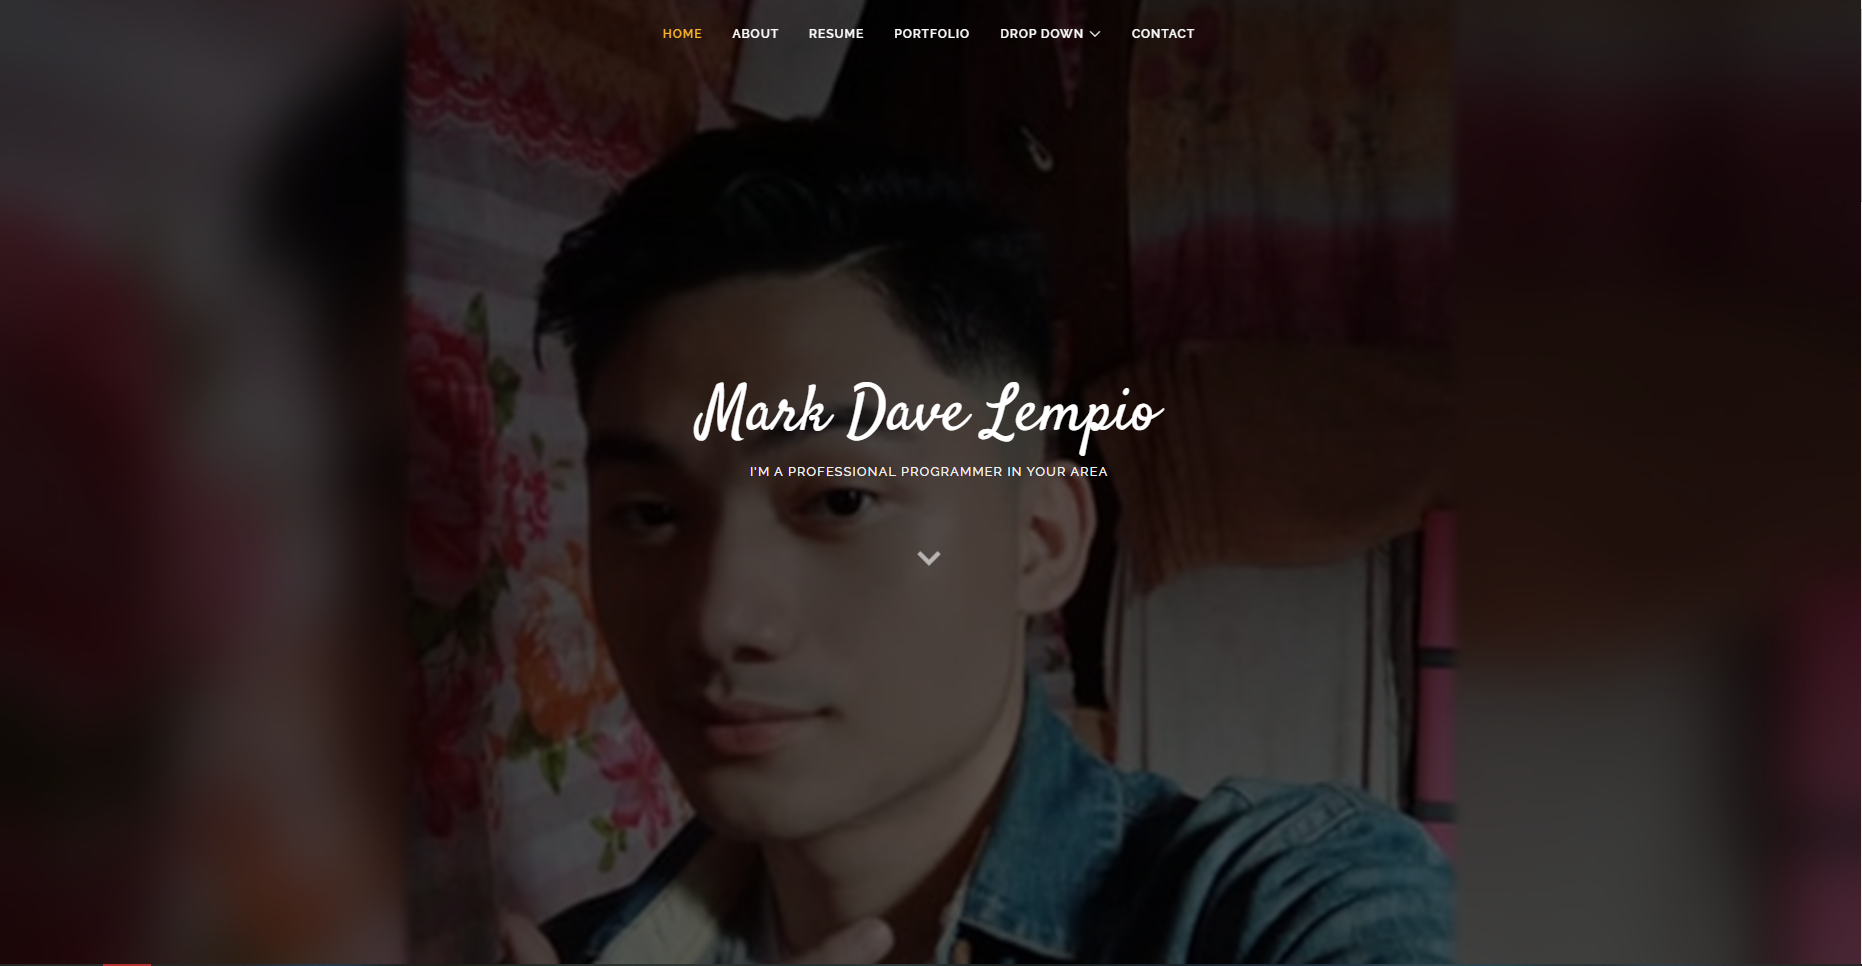 HOME ABOUT RESUME PORTFOLIO DROP DOWN CONTACT
Mark Dave Lempio
I'M A PROFESSIONAL PROGRAMMER IN YOUR AREA